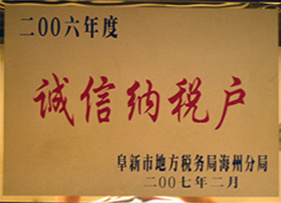 二00六年度
诚信纳税户
阜新市地方税务局海州分局
二00七年二月